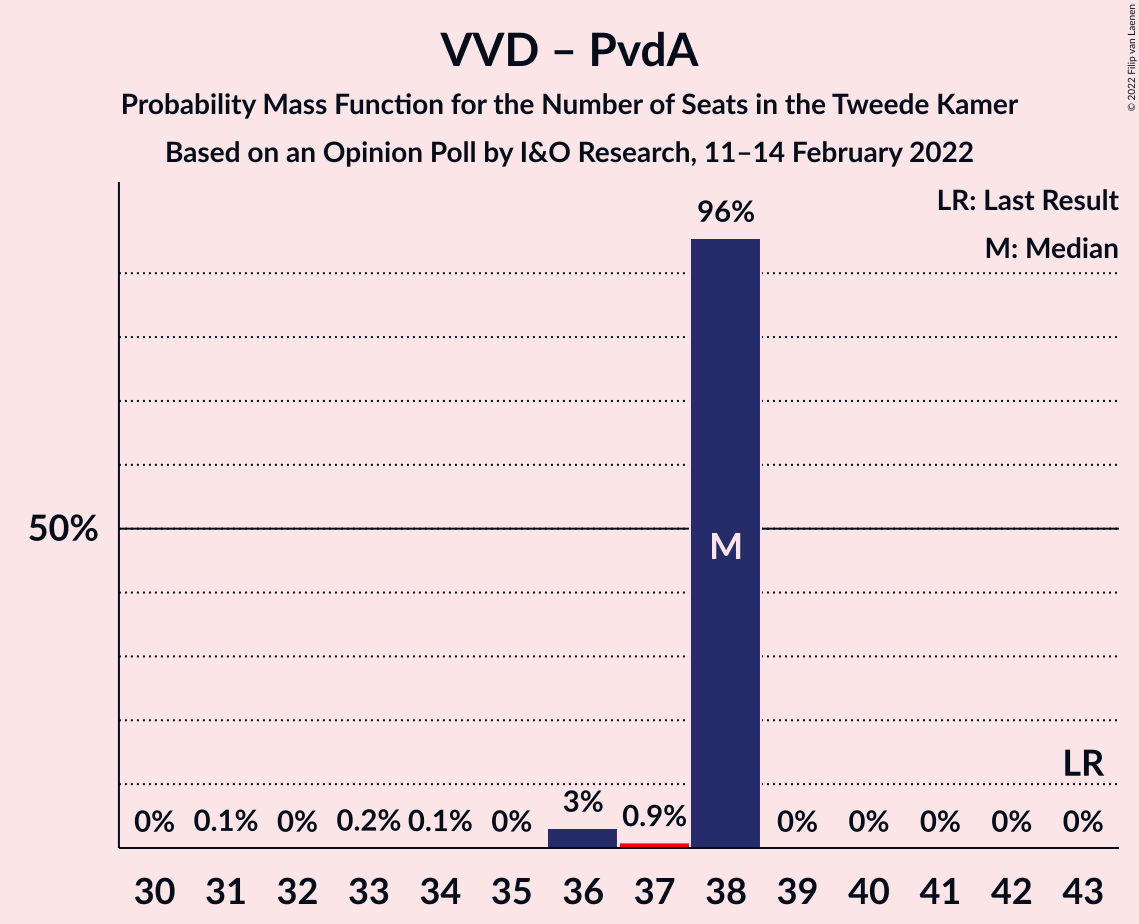 VVD – PvdA
Probability Mass Function for the Number of Seats in the Tweede Kamer
Based on an Opinion Poll by I&O Research, 11–14 February 2022
© 2022 Filip van Laenen
LR: Last Result
M: Median
96%
50%
M
LR
0% 0.1% 0% 0.2% 0.1% 0% 3% 0.9% 0% 0% 0% 0% 0%
30 31 32 33 34 35 36 37 38 39 40 41 42 43